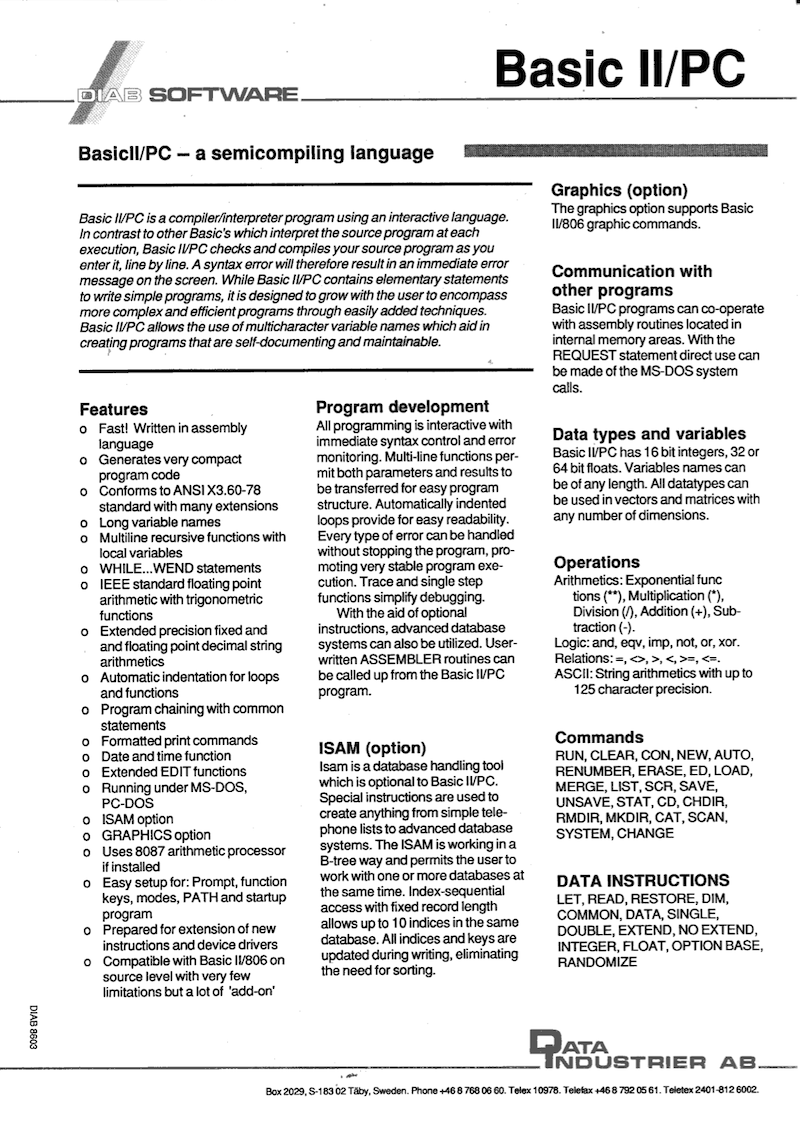 DIAB SOFTWARE
Basic II/PC
BasicII/PC – a semicompiling language
Basic II/PC is a compiler/interpreter program using an interactive language.
In contrast to other Basic's which interpret the source program at each
execution, Basic II/PC checks and compiles your source program as you
enter it, line by line. A syntax error will therefore result in an immediate error
message on the screen. While Basic II/PC contains elementary statements
to write simple programs, it is designed to grow with the user to encompass
more complex and efficient programs through easily added techniques.
Basic II/PC allows the use of multicharacter variable names which aid in
creating programs that are self-documenting and maintainable.
Features
o Fast! Written in assembly
language
o Generates very compact
program code
o Conforms to ANSI X3.60-78
standard with many extensions
o Long variable names
o Multiline recursive functions with
local variables
o WHILE...WEND statements
o IEEE standard floating point
arithmetic with trigonometric
functions
o Extended precision fixed and
and floating point decimal string
arithmetics
o Automatic indentation for loops
and functions
o Program chaining with common
statements
o Formatted print commands
o Date and time function
o Extended EDIT functions
o Running under MS-DOS,
PC-DOS
o ISAM option
o GRAPHICS option
o Uses 8087 arithmetic processor
if installed
o Easy setup for: Prompt, function
keys, modes, PATH and startup
program
o Prepared for extension of new
instructions and device drivers
o Compatible with Basic II/806 on
source level with very few
limitations but a lot of 'add-on'
Program development
All programming is interactive with
immediate syntax control and error
monitoring. Multi-line functions per-
mit both parameters and results to
be transferred for easy program
structure. Automatically indented
loops provide for easy readability.
Every type of error can be handled
without stopping the program, pro-
moting very stable program exe-
cution. Trace and single step
functions simplify debugging.
With the aid of optional
instructions, advanced database
systems can also be utilized. User-
written ASSEMBLER routines can
be called up from the Basic II/PC
program.
ISAM (option)
Isam is a database handling tool
which is optional to Basic II/PC.
Special instructions are used to
create anything from simple tele-
phone lists to advanced database
systems. The ISAM is working in a
B-tree way and permits the user to
work with one or more databases at
the same time. Index-sequential
access with fixed record length
allows up to 10 indices in the same
database. All indices and keys are
updated during writing, eliminating
the need for sorting.
Graphics (option)
The graphics option supports Basic
II/806 graphic commands.
Communication with
other programs
Basic II/PC programs can co-operate
with assembly routines located in
internal memory areas. With the
REQUEST statement direct use can
be made of the MS-DOS system
calls.
Data types and variables
Basic II/PC has 16 bit integers, 32 or
64 bit floats. Variables names can
be of any length. All datatypes can
be used in vectors and matrices with
any number of dimensions.
Operations
Arithmetics: Exponential func
tions (**), Multiplication (*),
Division (/), Addition (+), Sub-
traction (-).
Logic: and, eqv, imp, not, or, xor.
Relations: =, <>, >, <, >=, <=.
ASCII: String arithmetics with up to
125 character precision.
Commands
RUN, CLEAR, CON, NEW, AUTO,
RENUMBER, ERASE, ED, LOAD,
MERGE, LIST, SCR, SAVE,
UNSAVE, STAT, CD, CHDIR,
RMDIR, MKDIR, CAT, SCAN,
SYSTEM, CHANGE
DATA INSTRUCTIONS
LET, READ, RESTORE, DIM,
COMMON, DATA, SINGLE,
DOUBLE, EXTEND, NO EXTEND,
INTEGER, FLOAT, OPTION BASE,
RANDOMIZE
DIAB 8603
DATA
INDUSTRIER AB
Box 2029, S-183 02 Täby, Sweden. Phone +46 8 768 06 60. Telex 10978. Telefax +46 8 792 05 61. Teletex 2401-812 6002.